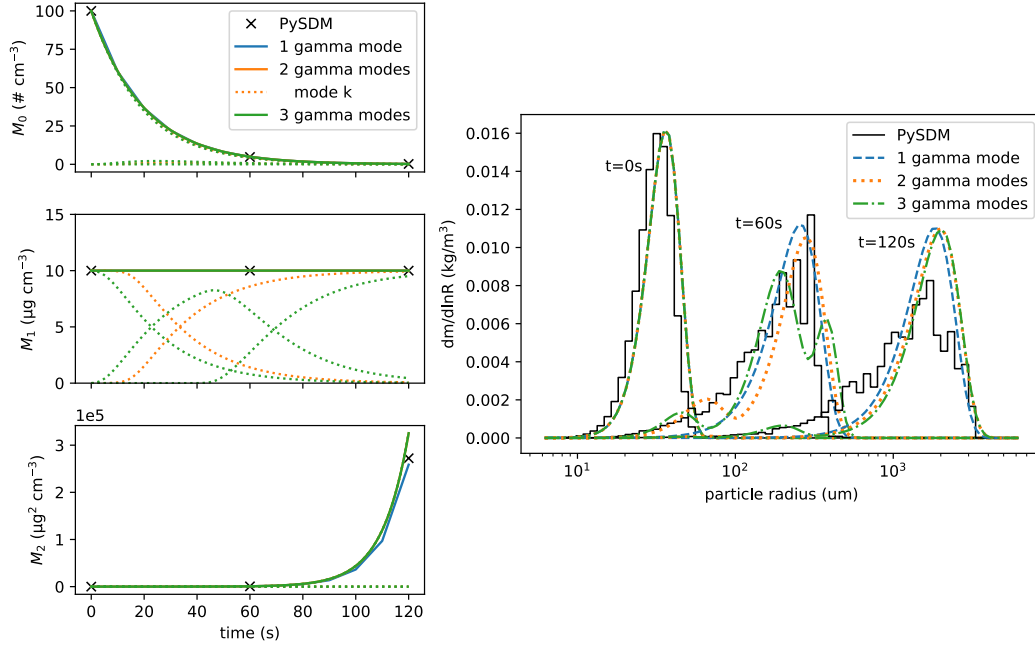 100
75
50
25
0
M₀ (# cm⁻³)
PySDM
1 gamma mode
2 gamma modes
mode k
3 gamma modes
15
10
5
0
M₁ (µg cm⁻³)
1e5
3
2
1
0
M₂ (µg² cm⁻³)
0 20 40 60 80 100 120
time (s)
0.016
0.014
0.012
0.010
0.008
0.006
0.004
0.002
0.000
dm/dlnR (kg/m³)
PySDM
1 gamma mode
2 gamma modes
3 gamma modes
t=0s
t=60s
t=120s
10¹ 10² 10³
particle radius (um)